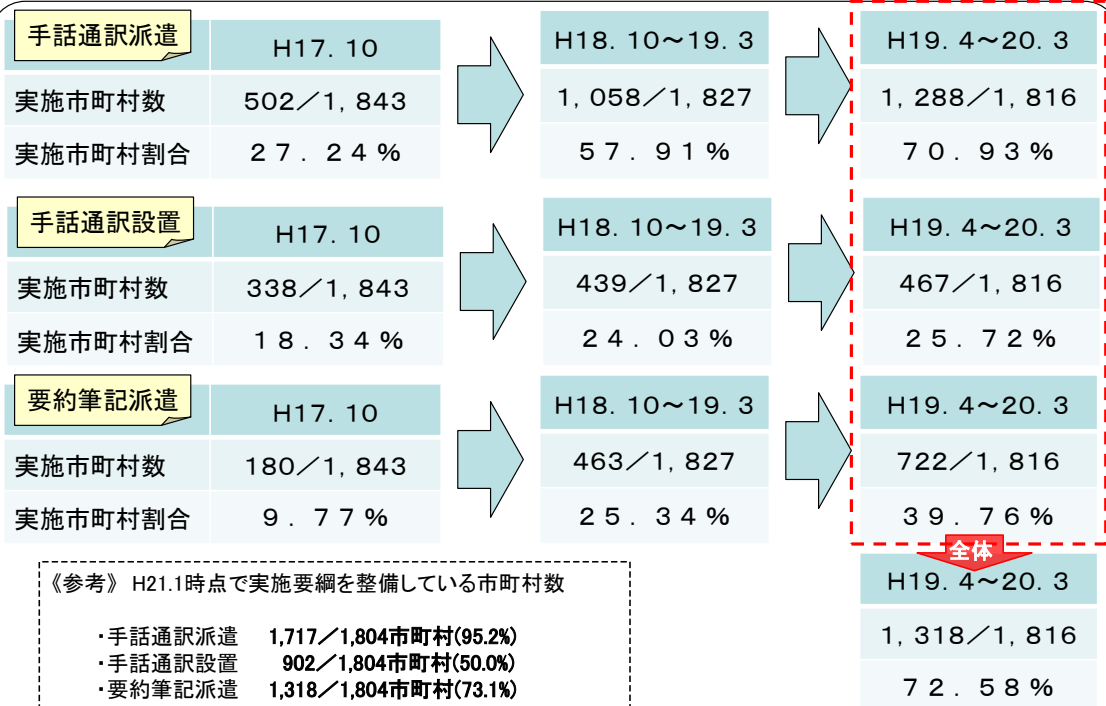 手話通訳派遣
H17.10
H18.10～19.3
H19.4～20.3
実施市町村数
502／1,843
1,058／1,827
1,288／1,816
実施市町村割合
27.24%
57.91%
70.93%
手話通訳設置
H17.10
H18.10～19.3
H19.4～20.3
実施市町村数
338／1,843
439／1,827
467／1,816
実施市町村割合
18.34%
24.03%
25.72%
要約筆記派遣
H17.10
H18.10～19.3
H19.4～20.3
実施市町村数
180／1,843
463／1,827
722／1,816
実施市町村割合
9.77%
25.34%
39.76%
全体
H19.4～20.3
1,318／1,816
72.58%
《参考》 H21.1時点で実施要綱を整備している市町村数
・手話通訳派遣 1,717／1,804市町村(95.2%)
・手話通訳設置 902／1,804市町村(50.0%)
・要約筆記派遣 1,318／1,804市町村(73.1%)